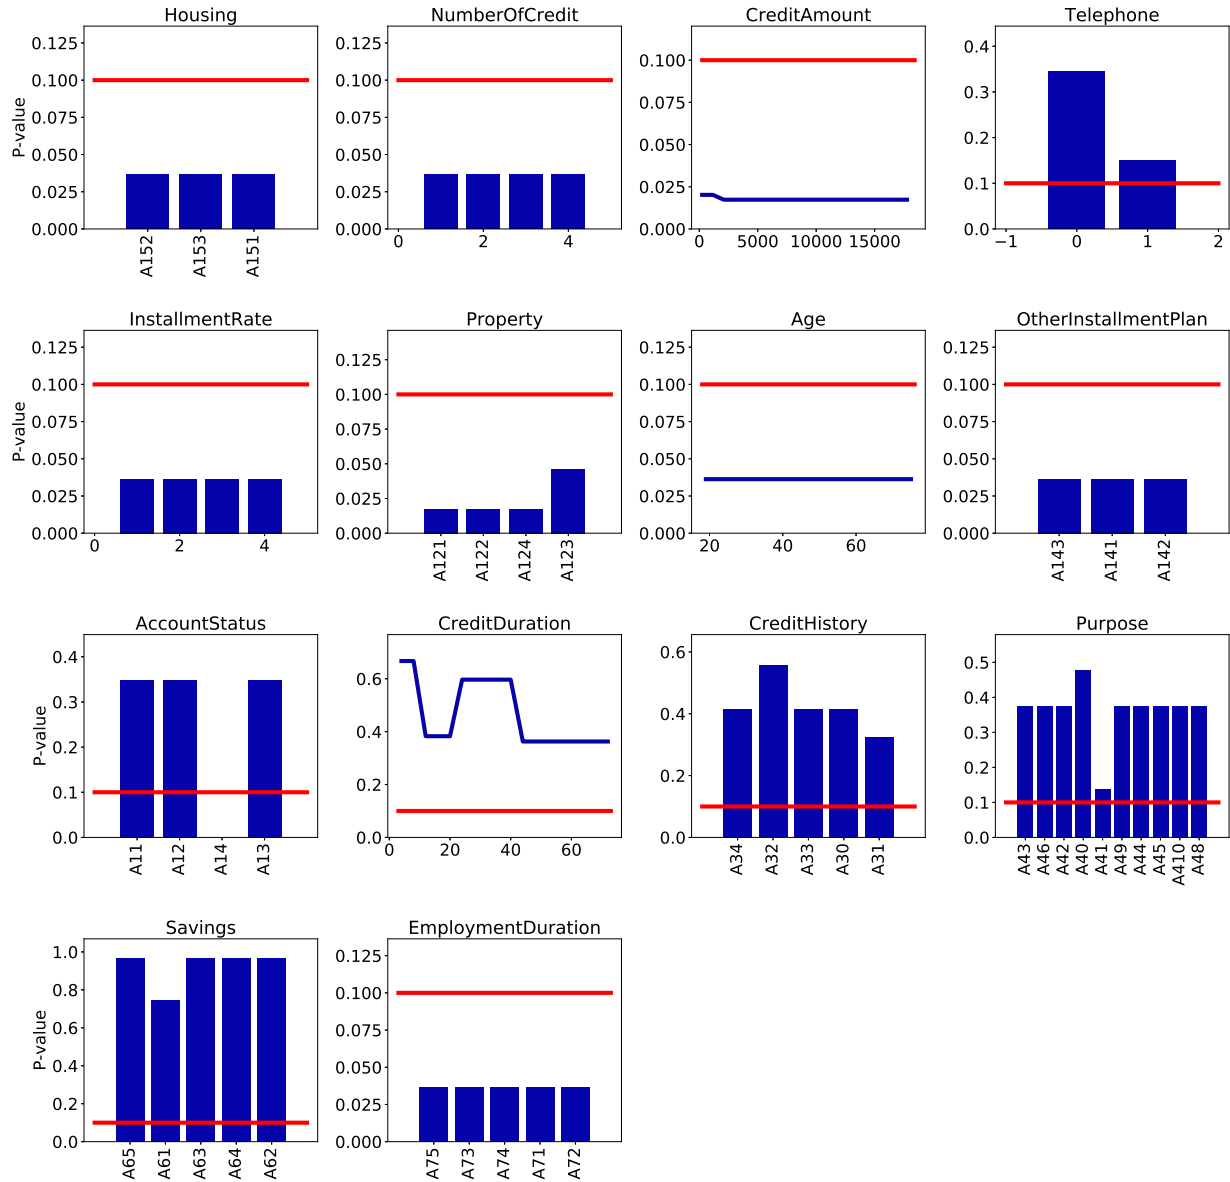 Housing
P-value
0.125
0.100
0.075
0.050
0.025
0.000
A152
A153
A151
NumberOfCredit
0.125
0.100
0.075
0.050
0.025
0.000
0
2
4
CreditAmount
0.100
0.075
0.050
0.025
0.000
0
5000
10000
15000
Telephone
0.4
0.3
0.2
0.1
0.0
−1
0
1
2
InstallmentRate
P-value
0.125
0.100
0.075
0.050
0.025
0.000
0
2
4
Property
0.125
0.100
0.075
0.050
0.025
0.000
A121
A122
A124
A123
Age
0.125
0.100
0.075
0.050
0.025
0.000
20
40
60
OtherInstallmentPlan
0.125
0.100
0.075
0.050
0.025
0.000
A143
A141
A142
AccountStatus
P-value
0.4
0.3
0.2
0.1
0.0
A11
A12
A14
A13
CreditDuration
0.6
0.4
0.2
0.0
0
20
40
60
CreditHistory
0.6
0.4
0.2
0.0
A34
A32
A33
A30
A31
Purpose
0.5
0.4
0.3
0.2
0.1
0.0
A43
A46
A42
A40
A41
A49
A44
A45
A410
A48
Savings
P-value
1.0
0.8
0.6
0.4
0.2
0.0
A65
A61
A63
A64
A62
EmploymentDuration
0.125
0.100
0.075
0.050
0.025
0.000
A75
A73
A74
A71
A72